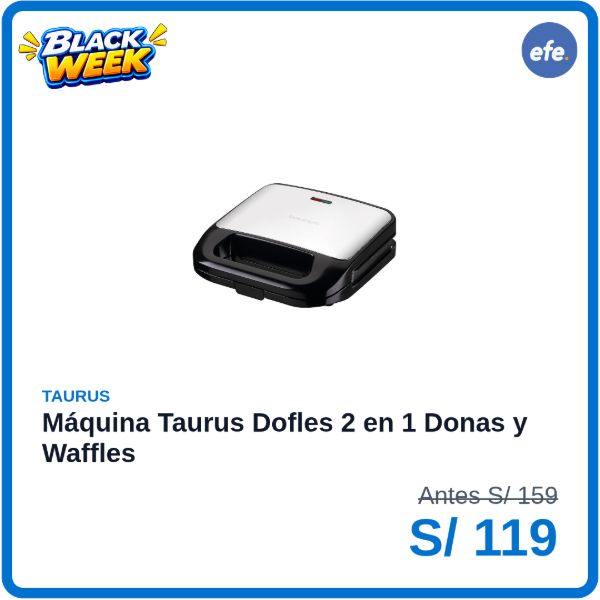 BLACK
WEEK
efe.
TAURUS
Máquina Taurus Dofles 2 en 1 Donas y
Waffles
Antes S/ 159
S/ 119